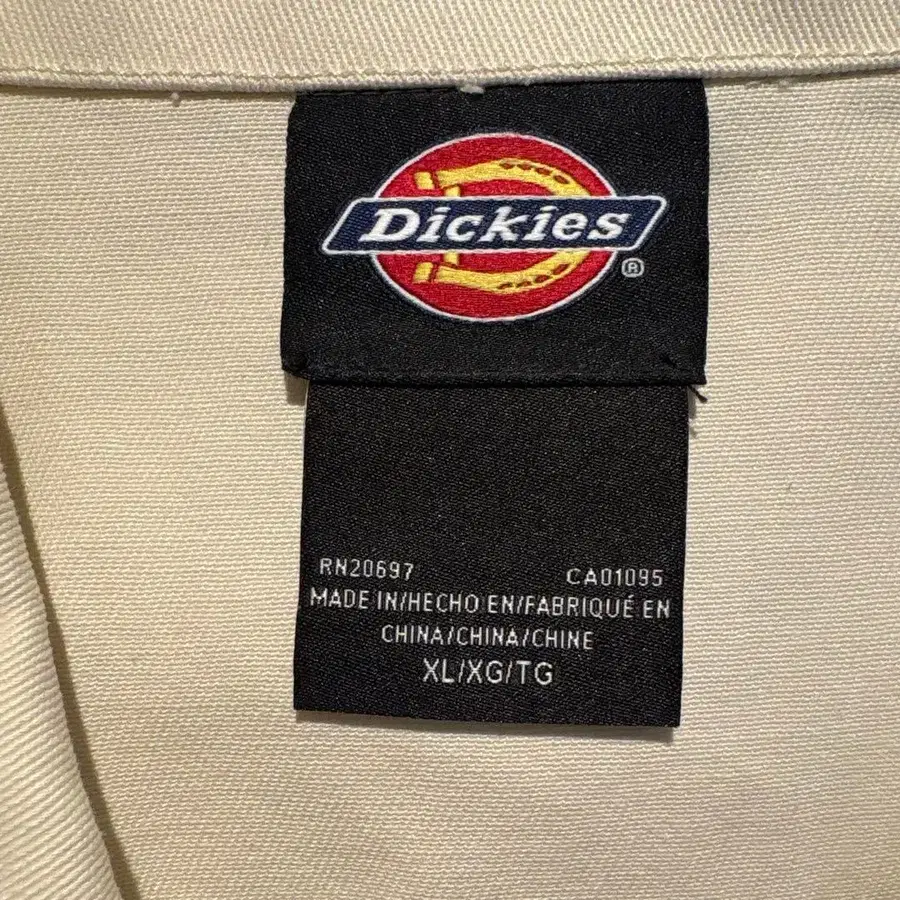 Dickies
®
RN20697 CA01095
MADE IN/HECHO EN/FABRIQUÉ EN
CHINA/CHINA/CHINE
XL/XG/TG